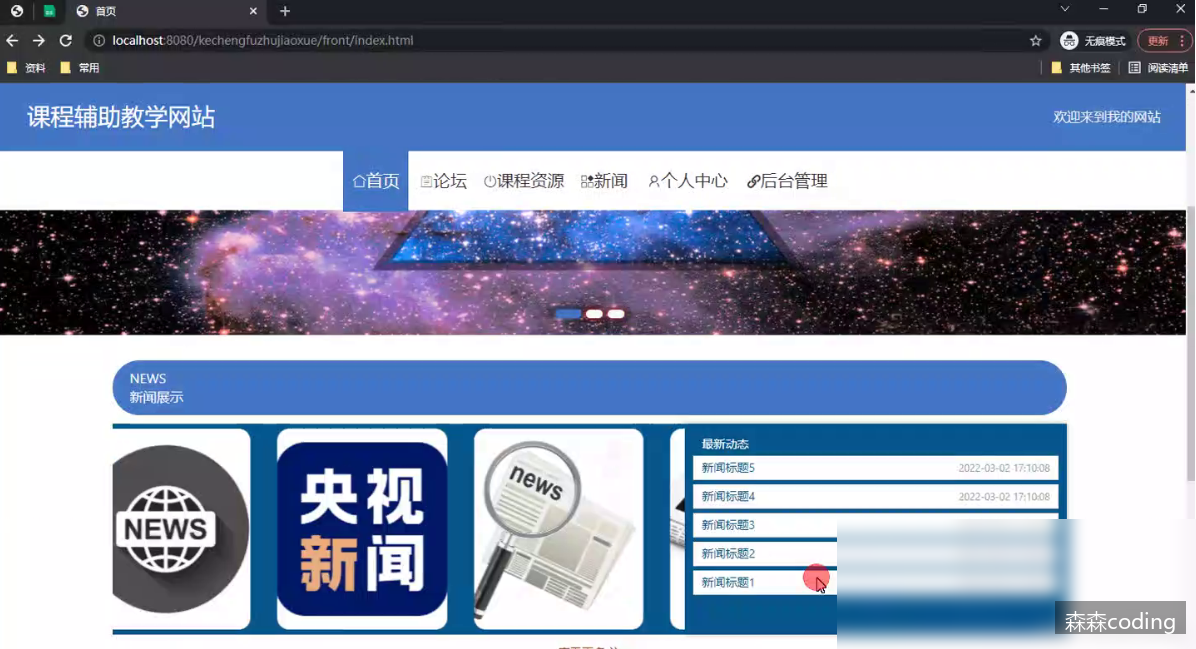 首页
localhost:8080/kechengfuzhujiaoxue/front/index.html
无痕模式
更新
资料
常用
其他书签
阅读清单
课程辅助教学网站
欢迎来到我的网站
首页
论坛
课程资源
新闻
个人中心
后台管理
NEWS
新闻展示
NEWS
央视
新闻
news
最新动态
新闻标题5
2022-03-02 17:10:08
新闻标题4
2022-03-02 17:10:08
新闻标题3
新闻标题2
新闻标题1
森森coding